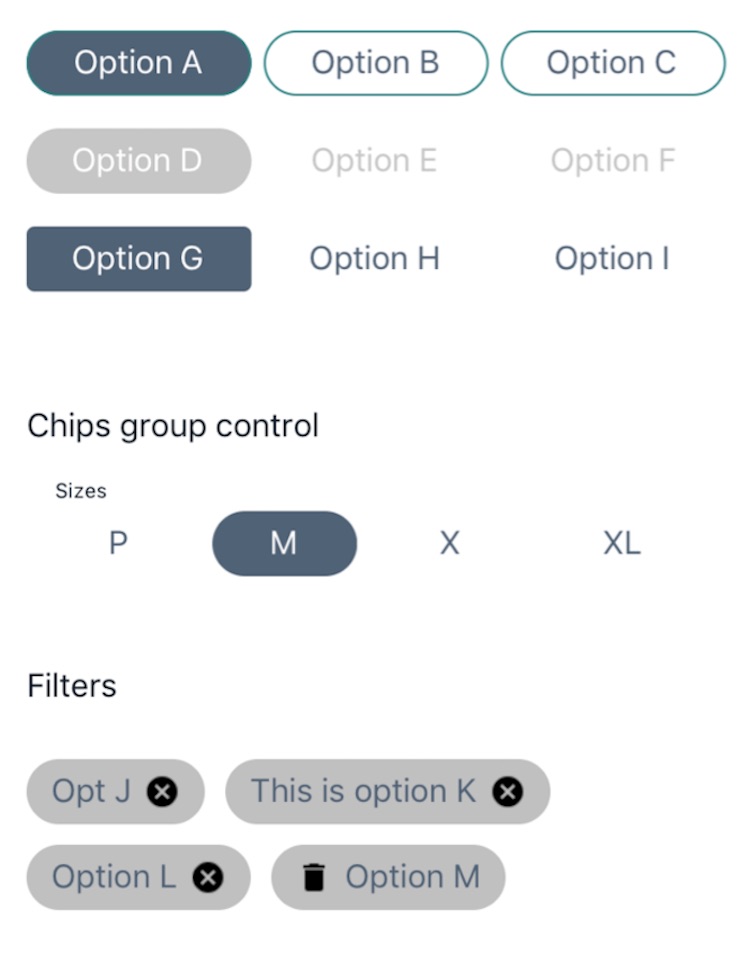 Option A Option B Option C
Option D Option E Option F
Option G Option H Option I
Chips group control
Sizes
P M X XL
Filters
Opt J This is option K
Option L Option M